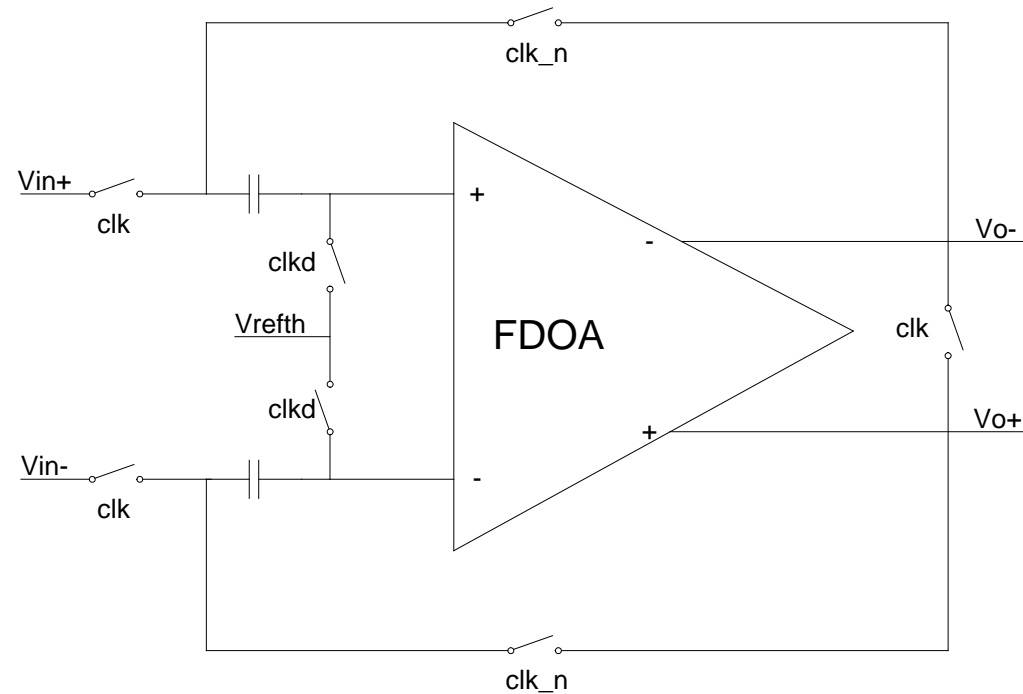 clk_n
Vin+
clk
+
-
Vo-
clkd
Vrefth
FDOA
clk
clkd
+
Vo+
Vin-
clk
-
clk_n